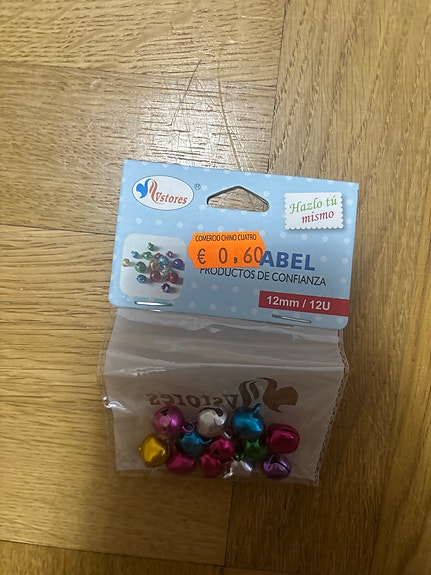 Vstores
®
Hazlo tú
mismo
COMERCIO CHINO CUATRO
€ 0,60
ABEL
PRODUCTOS DE CONFIANZA
12mm / 12U
Vstores